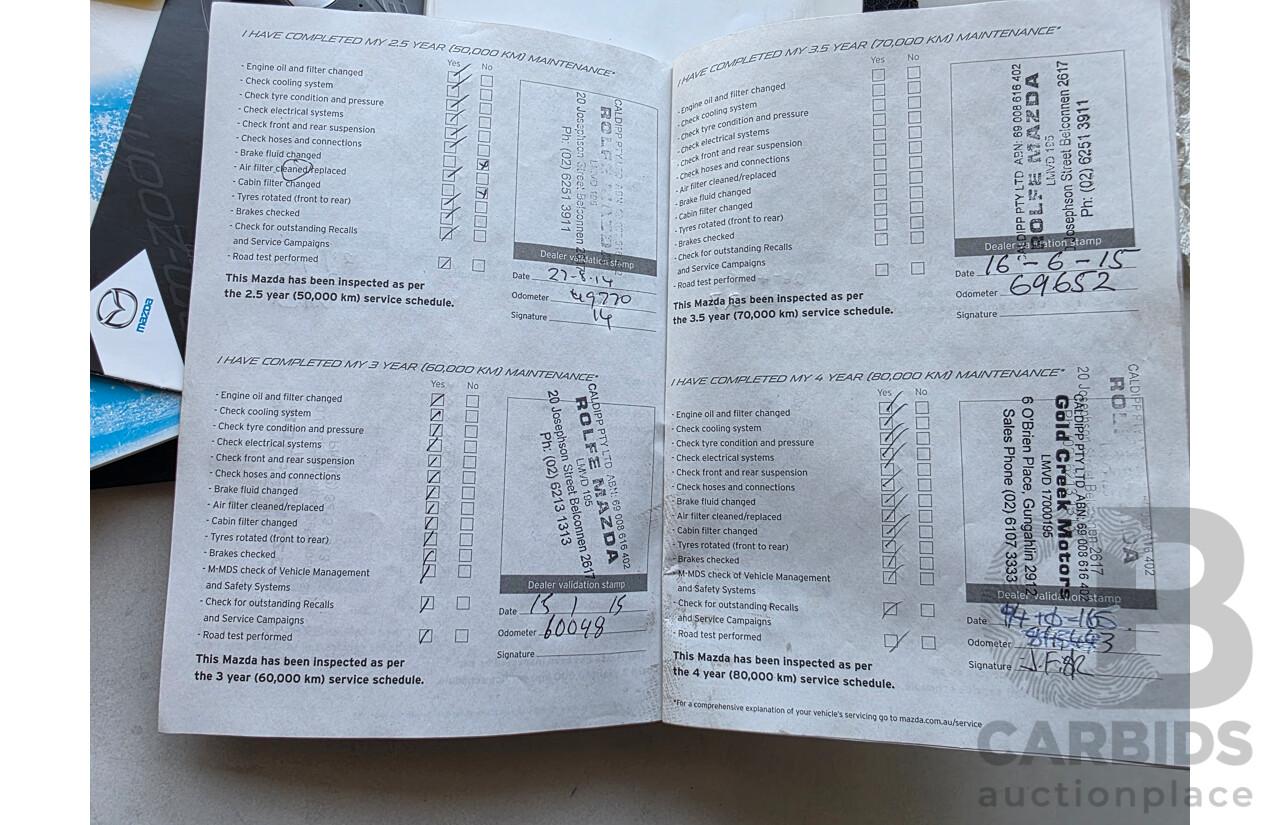 I HAVE COMPLETED MY 2.5 YEAR (50,000 KM) MAINTENANCE*
Yes No
- Engine oil and filter changed
- Check cooling system
- Check tyre condition and pressure
- Check electrical systems
- Check front and rear suspension
- Check hoses and connections
- Brake fluid changed
- Air filter cleaned/replaced
- Cabin filter changed
- Tyres rotated (front to rear)
- Brakes checked
- Check for outstanding Recalls
and Service Campaigns
- Road test performed
This Mazda has been inspected as per
the 2.5 year (50,000 km) service schedule.
CALDIPP PTY LTD
ROLFE
LMVD 195
20 Josephson Street Belconnen
Ph: (02) 6251 3911
Dealer validation stamp
Date 27-8-14
Odometer 49770
Signature
I HAVE COMPLETED MY 3 YEAR (60,000 KM) MAINTENANCE*
Yes No
- Engine oil and filter changed
- Check cooling system
- Check tyre condition and pressure
- Check electrical systems
- Check front and rear suspension
- Check hoses and connections
- Brake fluid changed
- Air filter cleaned/replaced
- Cabin filter changed
- Tyres rotated (front to rear)
- Brakes checked
- M-MDS check of Vehicle Management
and Safety Systems
- Check for outstanding Recalls
and Service Campaigns
- Road test performed
This Mazda has been inspected as per
the 3 year (60,000 km) service schedule.
CALDIPP PTY LTD ABN: 69 008 616 402
ROLFE MAZDA
LMVD 195
20 Josephson Street Belconnen 2617
Ph: (02) 6213 1313
Dealer validation stamp
Date 15 1 15
Odometer 60048
Signature
I HAVE COMPLETED MY 3.5 YEAR (70,000 KM) MAINTENANCE*
Yes No
- Engine oil and filter changed
- Check cooling system
- Check tyre condition and pressure
- Check electrical systems
- Check front and rear suspension
- Check hoses and connections
- Air filter cleaned/replaced
- Brake fluid changed
- Cabin filter changed
- Tyres rotated (front to rear)
- Brakes checked
- Check for outstanding Recalls
and Service Campaigns
- Road test performed
This Mazda has been inspected as per
the 3.5 year (70,000 km) service schedule.
CALDIPP PTY LTD ABN: 69 008 616 402
ROLFE MAZDA
LMVD 195
Josephson Street Belconnen 2617
Ph: (02) 6251 3911
Dealer validation stamp
Date 16-6-15
Odometer 69652
Signature
I HAVE COMPLETED MY 4 YEAR (80,000 KM) MAINTENANCE*
Yes No
- Engine oil and filter changed
- Check cooling system
- Check tyre condition and pressure
- Check electrical systems
- Check front and rear suspension
- Check hoses and connections
- Brake fluid changed
- Air filter cleaned/replaced
- Cabin filter changed
- Tyres rotated (front to rear)
- Brakes checked
- M-MDS check of Vehicle Management
and Safety Systems
- Check for outstanding Recalls
and Service Campaigns
- Road test performed
This Mazda has been inspected as per
the 4 year (80,000 km) service schedule.
CALDIPP PTY LTD ABN: 69 008 616 402
Gold Creek Motors
LMVD 17000195
6 O'Brien Place, Gungahlin 2912
Sales Phone (02) 6107 3333
Dealer validation stamp
Date
Odometer
Signature
*For a comprehensive explanation of your vehicle's servicing go to mazda.com.au/service
mazda
CARBIDS
auctionplace